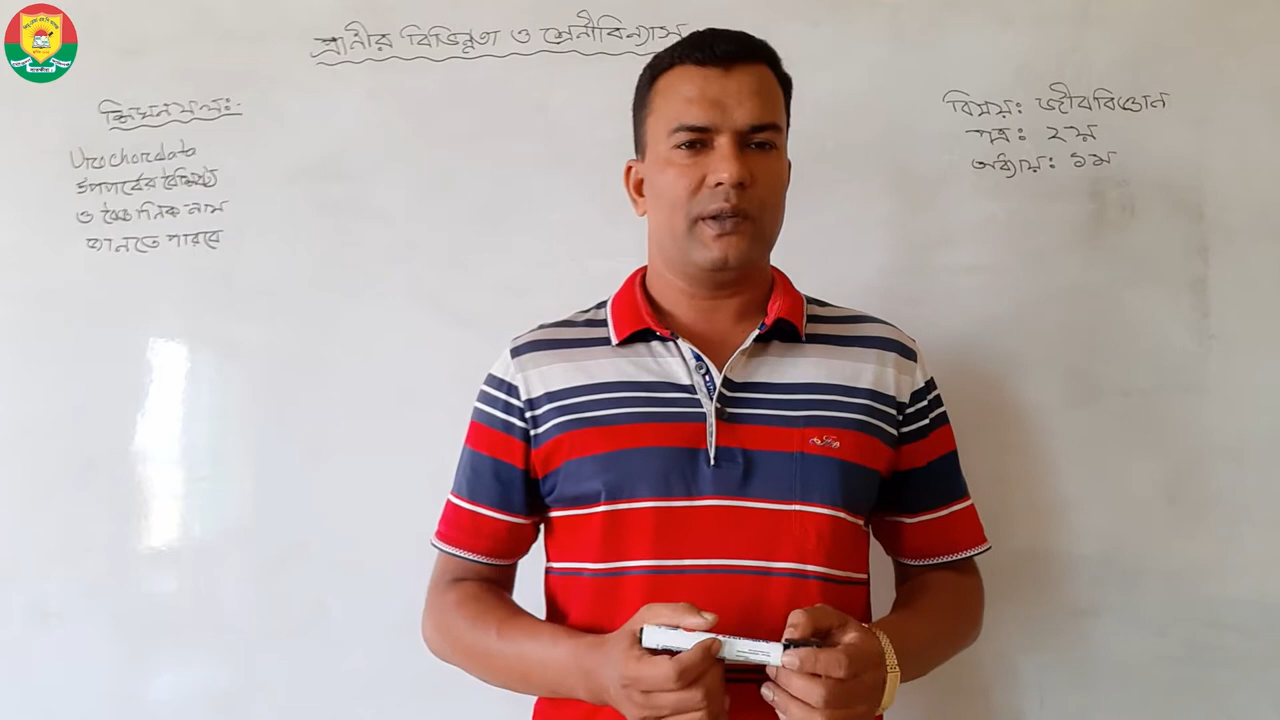 প্রানীর বিভিন্নতা ও শ্রেনীবিন্যাস
শিখনফলঃ-
Urochordata
উপপর্বের বৈশিষ্ট্য
ও বৈজ্ঞানিক নাম
জানতে পারবে
বিষয়ঃ জীববিজ্ঞান
পত্রঃ ২য়
অধ্যায়ঃ ১ম